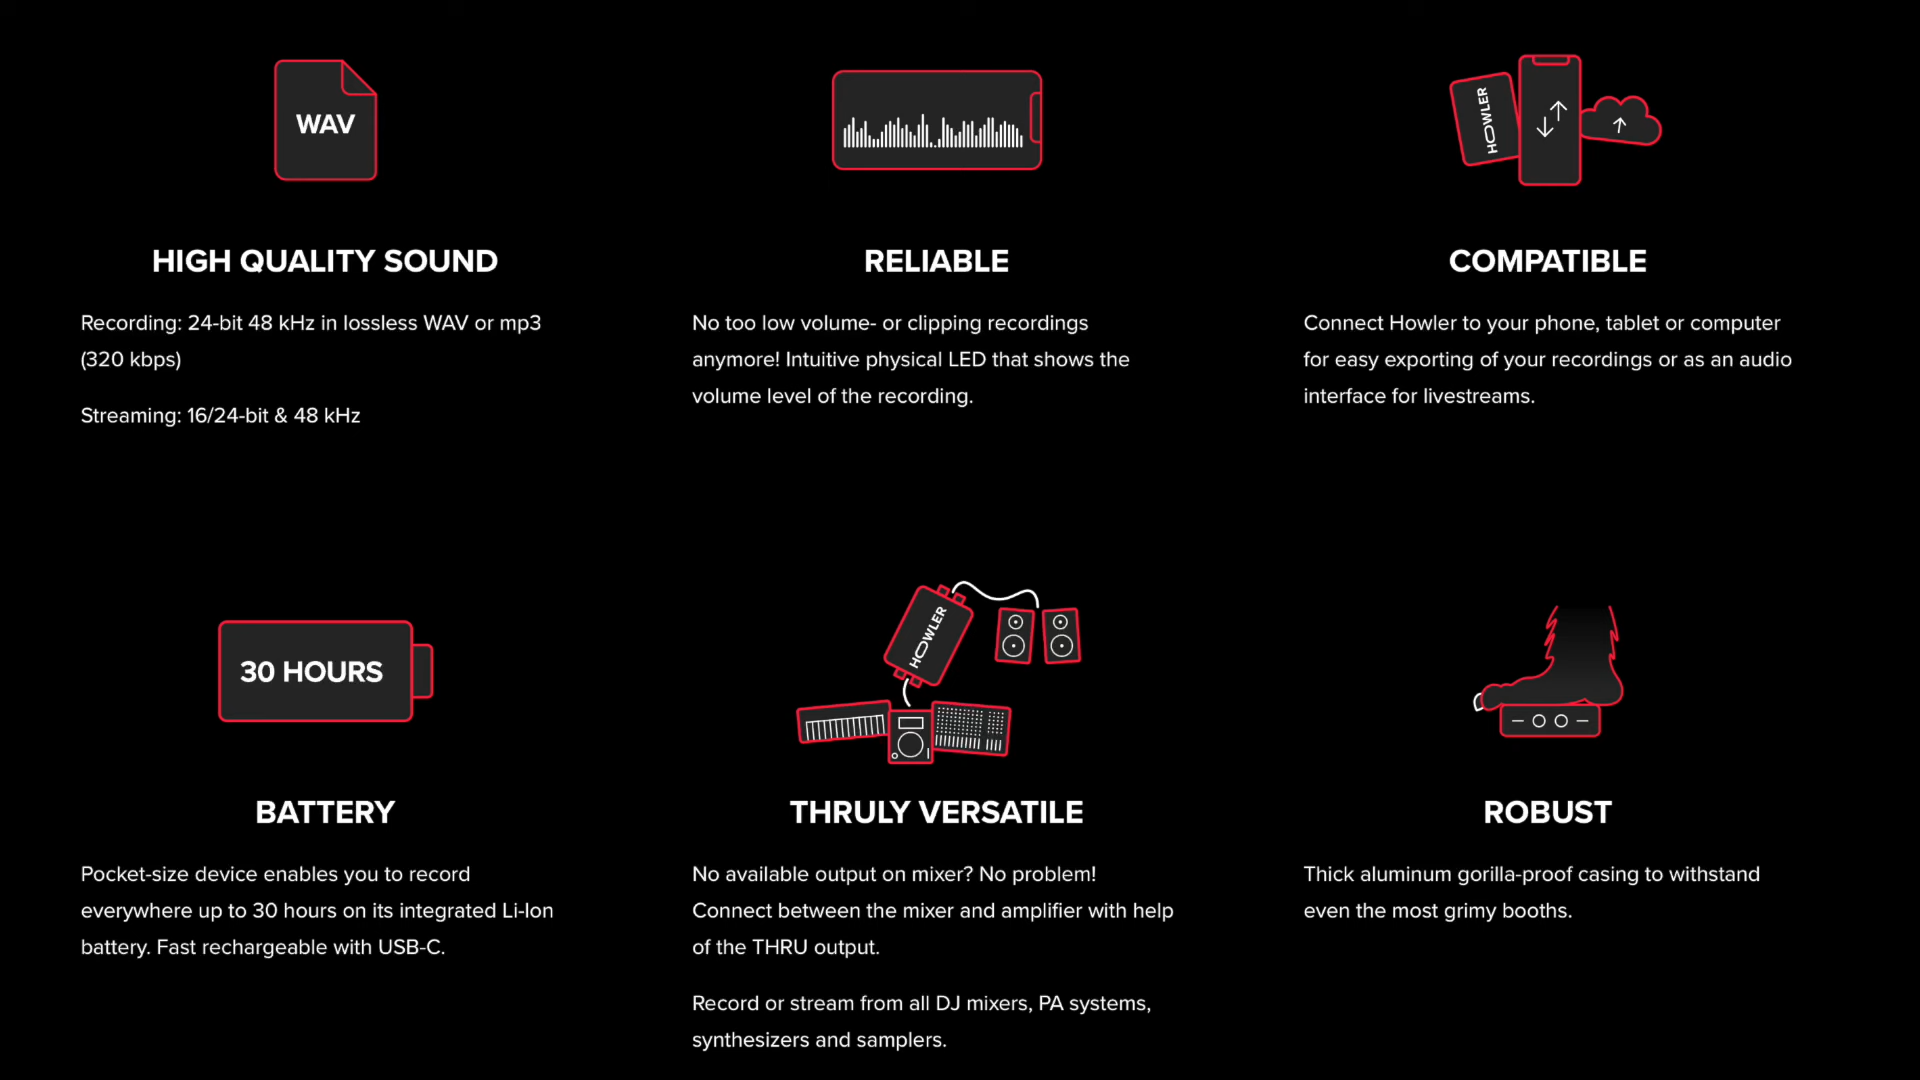 WAV
HOWLER
HIGH QUALITY SOUND
Recording: 24-bit 48 kHz in lossless WAV or mp3
(320 kbps)
Streaming: 16/24-bit & 48 kHz
RELIABLE
No too low volume- or clipping recordings
anymore! Intuitive physical LED that shows the
volume level of the recording.
COMPATIBLE
Connect Howler to your phone, tablet or computer
for easy exporting of your recordings or as an audio
interface for livestreams.
30 HOURS
HOWLER
BATTERY
Pocket-size device enables you to record
everywhere up to 30 hours on its integrated Li-Ion
battery. Fast rechargeable with USB-C.
THRULY VERSATILE
No available output on mixer? No problem!
Connect between the mixer and amplifier with help
of the THRU output.
Record or stream from all DJ mixers, PA systems,
synthesizers and samplers.
ROBUST
Thick aluminum gorilla-proof casing to withstand
even the most grimy booths.